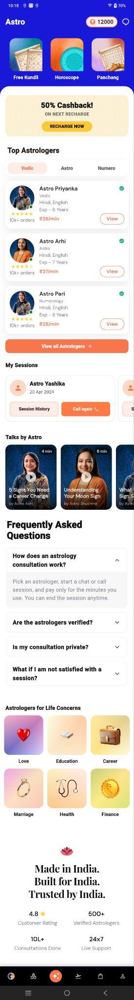 10:18
70%
Astro
₹ 12000
Free Kundli
Horoscope
Panchang
50% Cashback!
ON NEXT RECHARGE
RECHARGE NOW
Top Astrologers
Vedic
Astro
Numero
Astro Priyanka
Vedic
Hindi, English
Exp - 6 Years
10k+ orders
₹26/min
View
Astro Arhi
Astro
Hindi, English
Exp - 7 Years
10k+ orders
₹27/min
View
Astro Pari
Numerology
Hindi, English
Exp - 8 Years
10k+ orders
₹28/min
View
View all Astrologers →
My Sessions
Astro Yashika
20 Apr 2024
Session History
Call again
S
Talks by Astro
4 min
5 Signs You Need
a Career Change
by Astro Ashi
6 min
Understanding
Your Moon Sign
by Astro Shushma
What
Sign S
by Astro
Frequently Asked
Questions
How does an astrology
consultation work?
Pick an astrologer, start a chat or call
session, and pay only for the minutes you
use. You can end the session anytime.
Are the astrologers verified?
Is my consultation private?
What if I am not satisfied with a
session?
Astrologers for Life Concerns
Love
Education
Career
Marriage
Health
Finance
Made in India.
Built for India.
Trusted by India.
4.8
Customer Rating
500+
Verified Astrologers
10L+
Consultations Done
24x7
Live Support